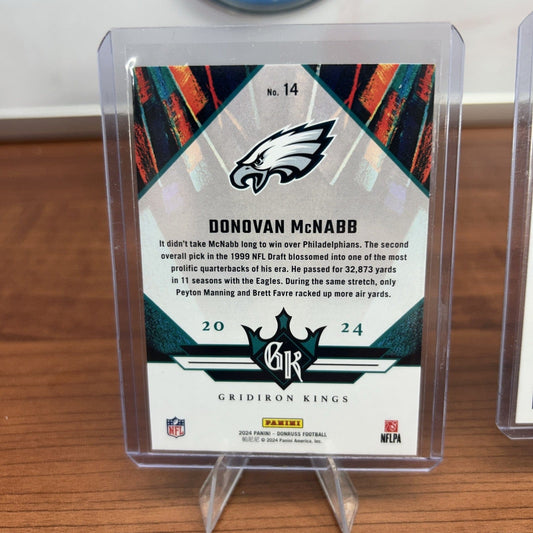 No. 14
DONOVAN McNABB
It didn't take McNabb long to win over Philadelphians. The second
overall pick in the 1999 NFL Draft blossomed into one of the most
prolific quarterbacks of his era. He passed for 32,873 yards
in 11 seasons with the Eagles. During the same stretch, only
Peyton Manning and Brett Favre racked up more air yards.
20 24
GK
GRIDIRON KINGS
NFL
PANINI
2024 PANINI - DONRUSS FOOTBALL
© 2024 Panini America, Inc.
NFLPA